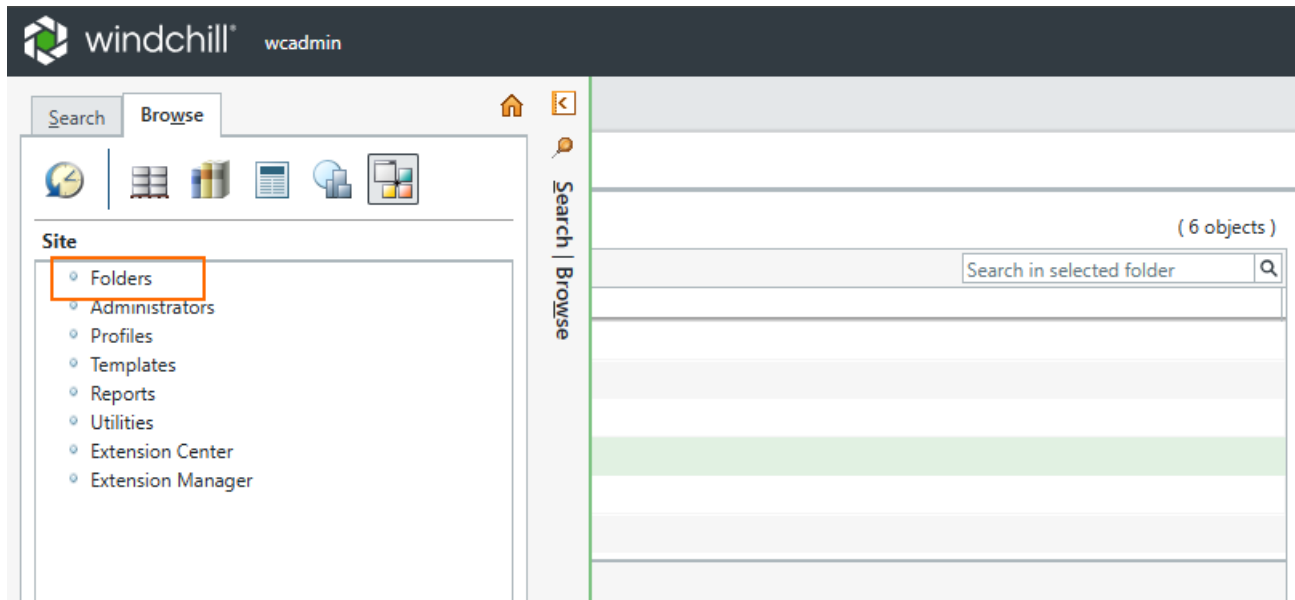 windchill® wcadmin
Search Browse
Site
Folders
Administrators
Profiles
Templates
Reports
Utilities
Extension Center
Extension Manager
Search | Browse
( 6 objects )
Search in selected folder